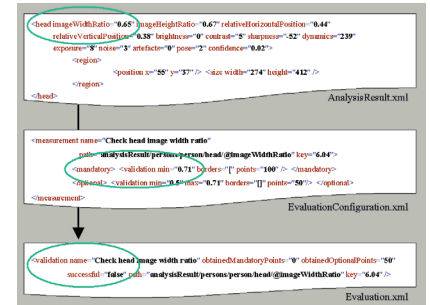 <head imageWidthRatio="0.65" imageHeightRatio="0.67" relativeHorizontalPosition="0.44"
relativeVerticalPosition="0.38" brightness="0" contrast="5" sharpness="-52" dynamics="239"
exposure="8" noise="3" artefacts="0" pose="2" confidence="0.02">
<region>
<position x="55" y="37" /> <size width="274" height="412" />
</region>
</head>
AnalysisResult.xml
<measurement name="Check head image width ratio"
path="analysisResult/person/person/head/@imageWidthRatio" key="6.04">
<mandatory> <validation min="0.71" borders="[" points="100" /> </mandatory>
<optional> <validation min="0.5" max="0.71" borders="[]" points="50" /> </optional>
</measurement>
EvaluationConfiguration.xml
<validation name="Check head image width ratio" obtainedMandatoryPoints="0" obtainedOptionalPoints="50"
successful="false" path="analysisResult/persons/person/head/@imageWidthRatio" key="6.04" />
Evaluation.xml